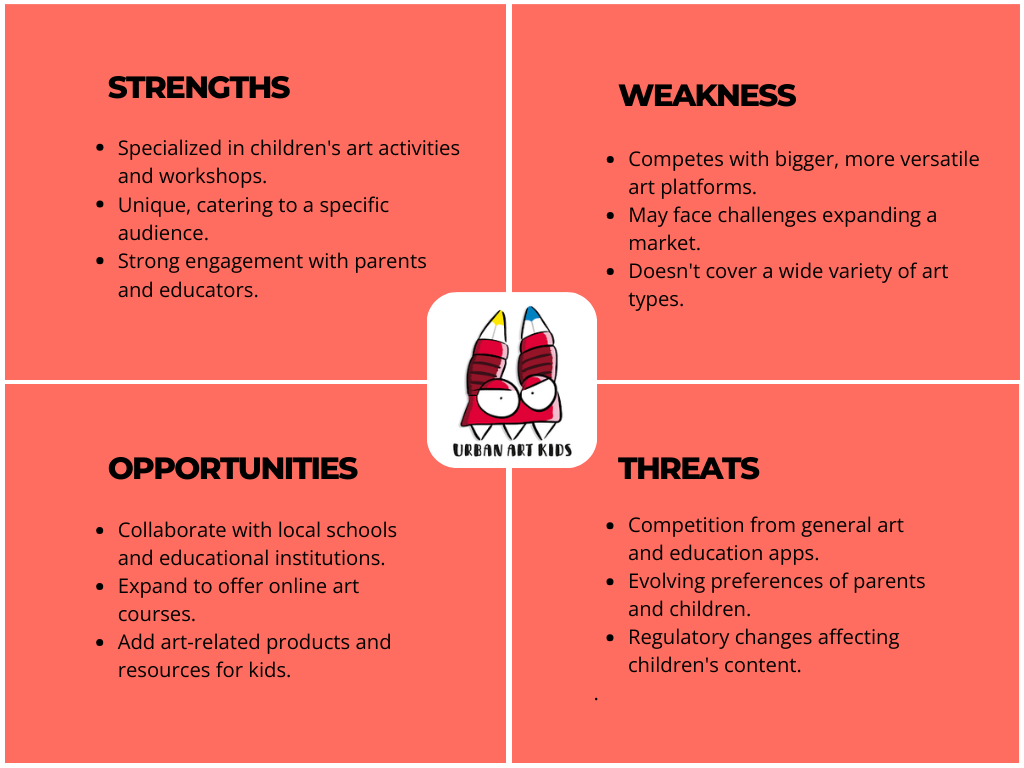 STRENGTHS
• Specialized in children's art activities
and workshops.
• Unique, catering to a specific
audience.
• Strong engagement with parents
and educators.
WEAKNESS
• Competes with bigger, more versatile
art platforms.
• May face challenges expanding a
market.
• Doesn't cover a wide variety of art
types.
URBAN ART KIDS
OPPORTUNITIES
• Collaborate with local schools
and educational institutions.
• Expand to offer online art
courses.
• Add art-related products and
resources for kids.
THREATS
• Competition from general art
and education apps.
• Evolving preferences of parents
and children.
• Regulatory changes affecting
children's content.
.